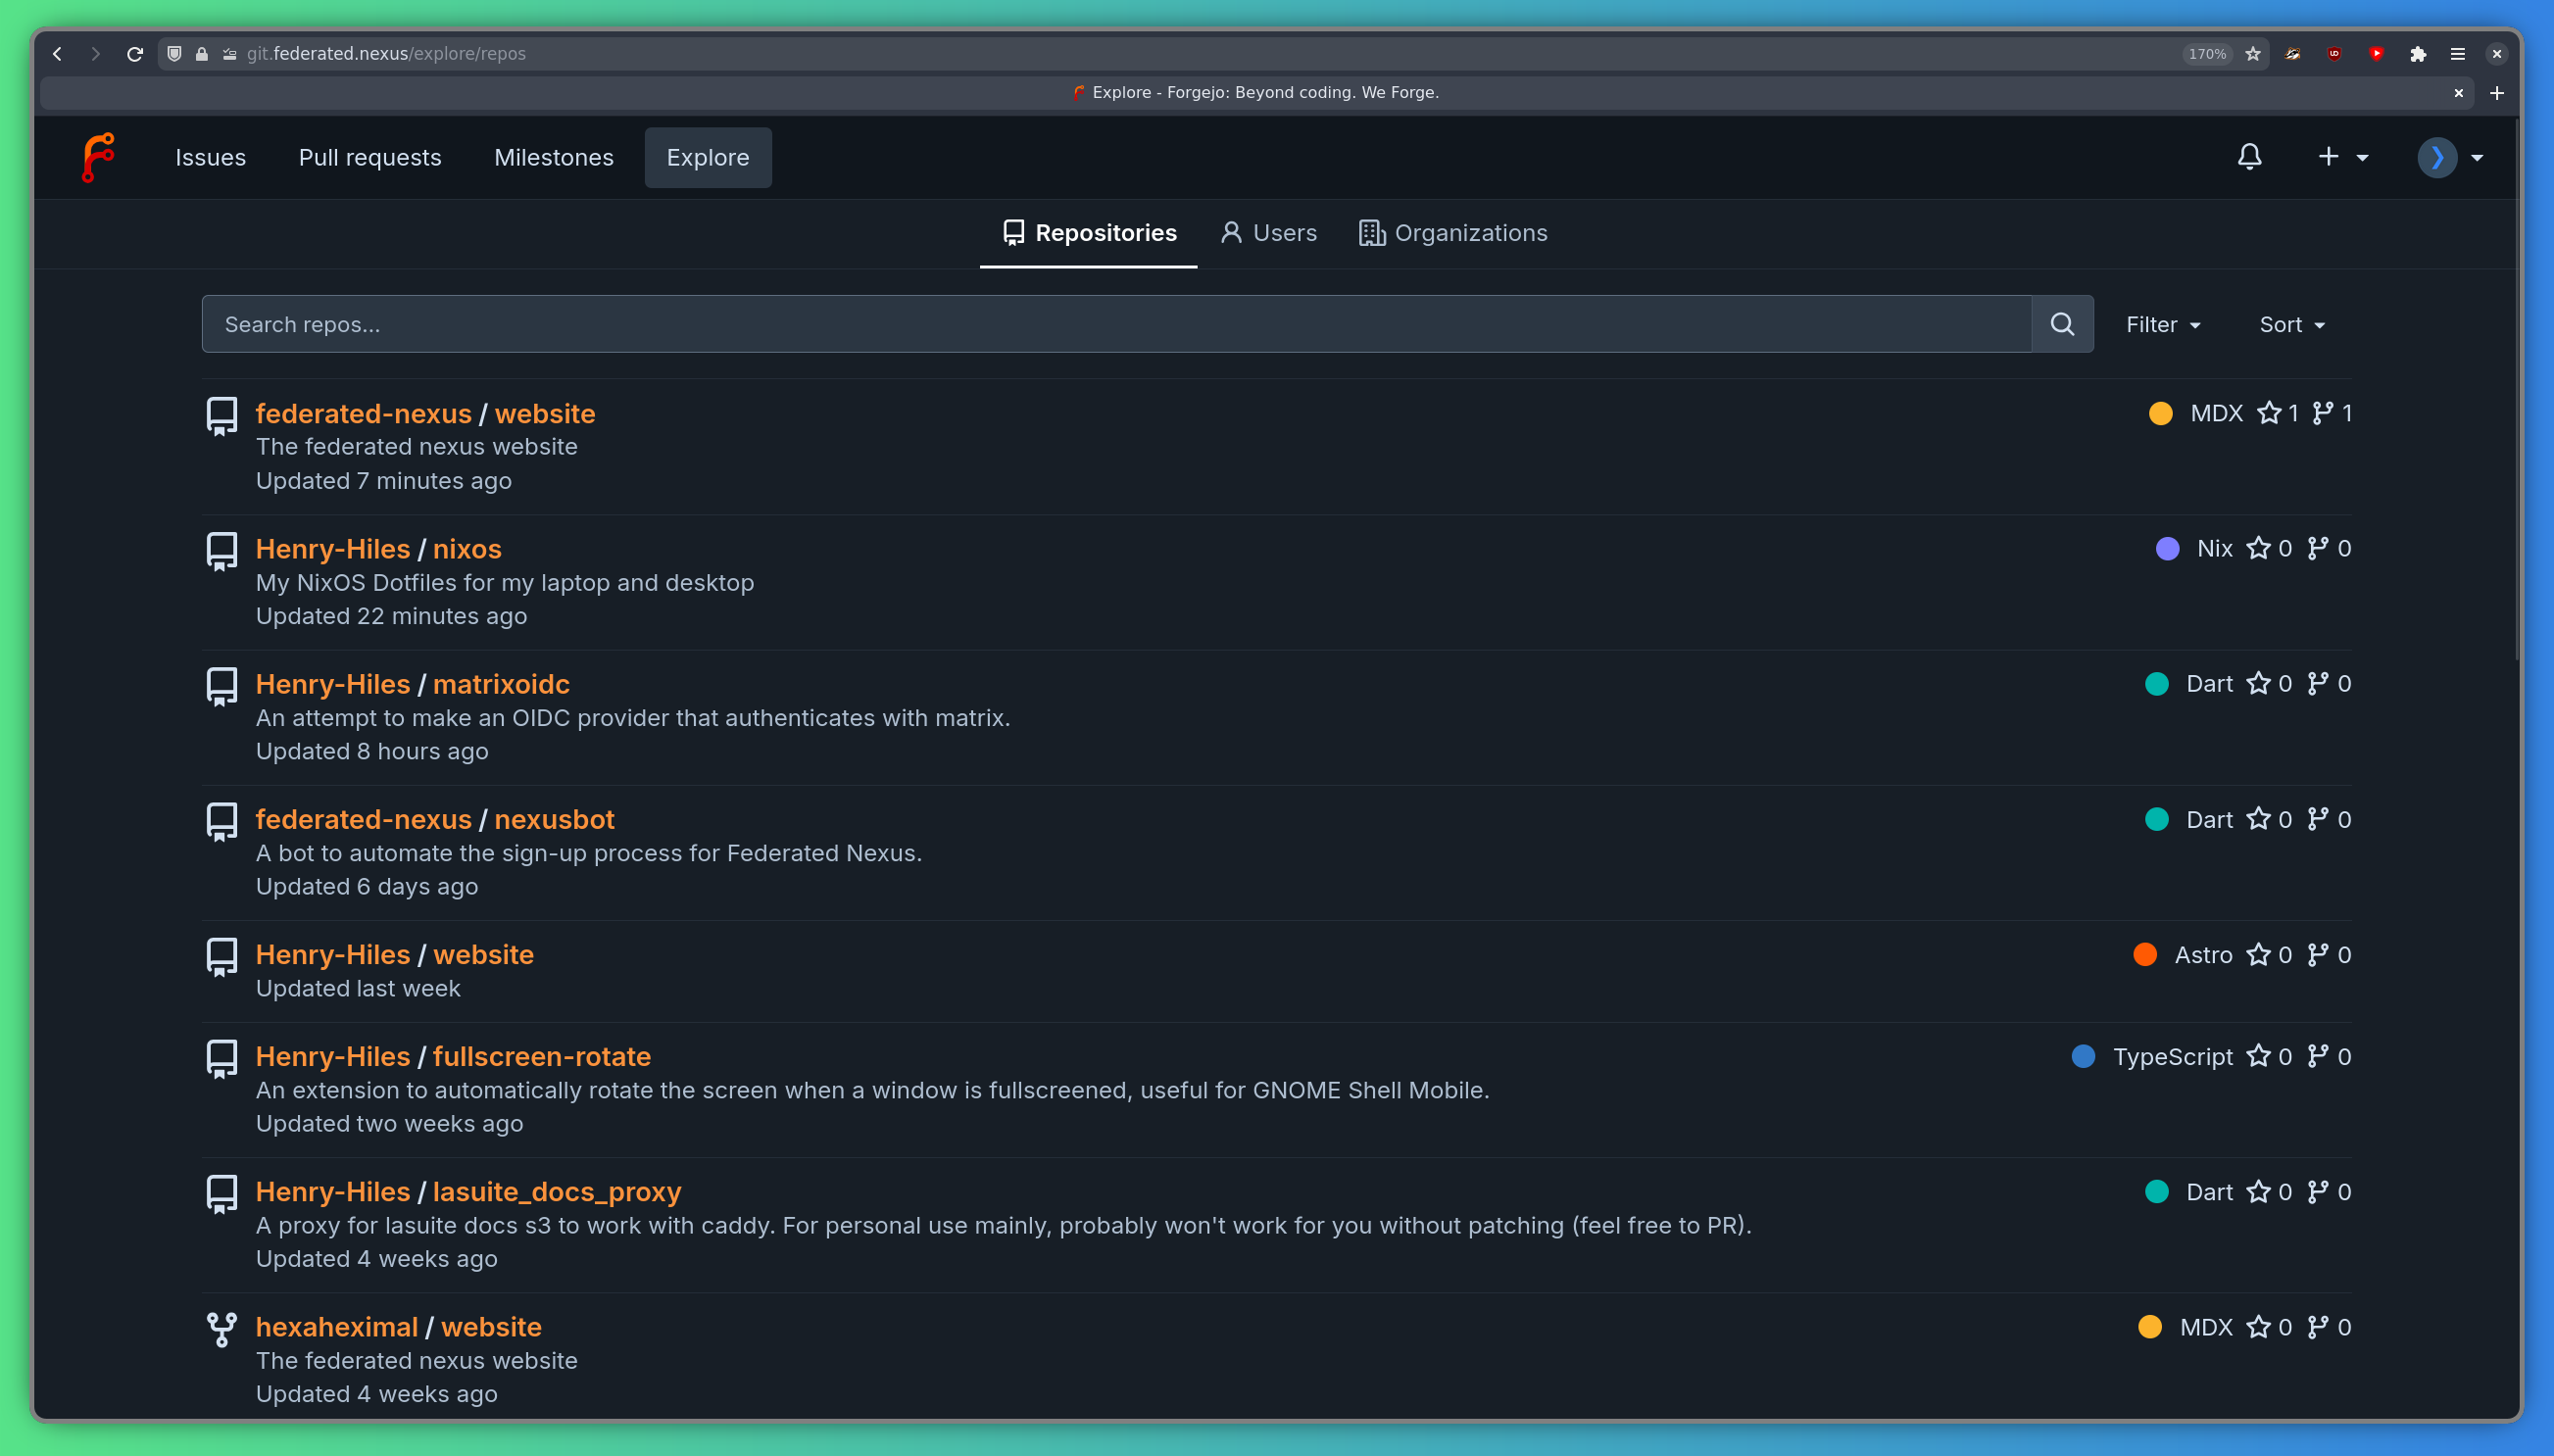 git.federated.nexus/explore/repos
170%
Explore - Forgejo: Beyond coding. We Forge.
Issues Pull requests Milestones Explore
Repositories Users Organizations
Search repos... Filter Sort
federated-nexus / website MDX 1 1
The federated nexus website
Updated 7 minutes ago
Henry-Hiles / nixos Nix 0 0
My NixOS Dotfiles for my laptop and desktop
Updated 22 minutes ago
Henry-Hiles / matrixoidc Dart 0 0
An attempt to make an OIDC provider that authenticates with matrix.
Updated 8 hours ago
federated-nexus / nexusbot Dart 0 0
A bot to automate the sign-up process for Federated Nexus.
Updated 6 days ago
Henry-Hiles / website Astro 0 0
Updated last week
Henry-Hiles / fullscreen-rotate TypeScript 0 0
An extension to automatically rotate the screen when a window is fullscreened, useful for GNOME Shell Mobile.
Updated two weeks ago
Henry-Hiles / lasuite_docs_proxy Dart 0 0
A proxy for lasuite docs s3 to work with caddy. For personal use mainly, probably won't work for you without patching (feel free to PR).
Updated 4 weeks ago
hexaheximal / website MDX 0 0
The federated nexus website
Updated 4 weeks ago